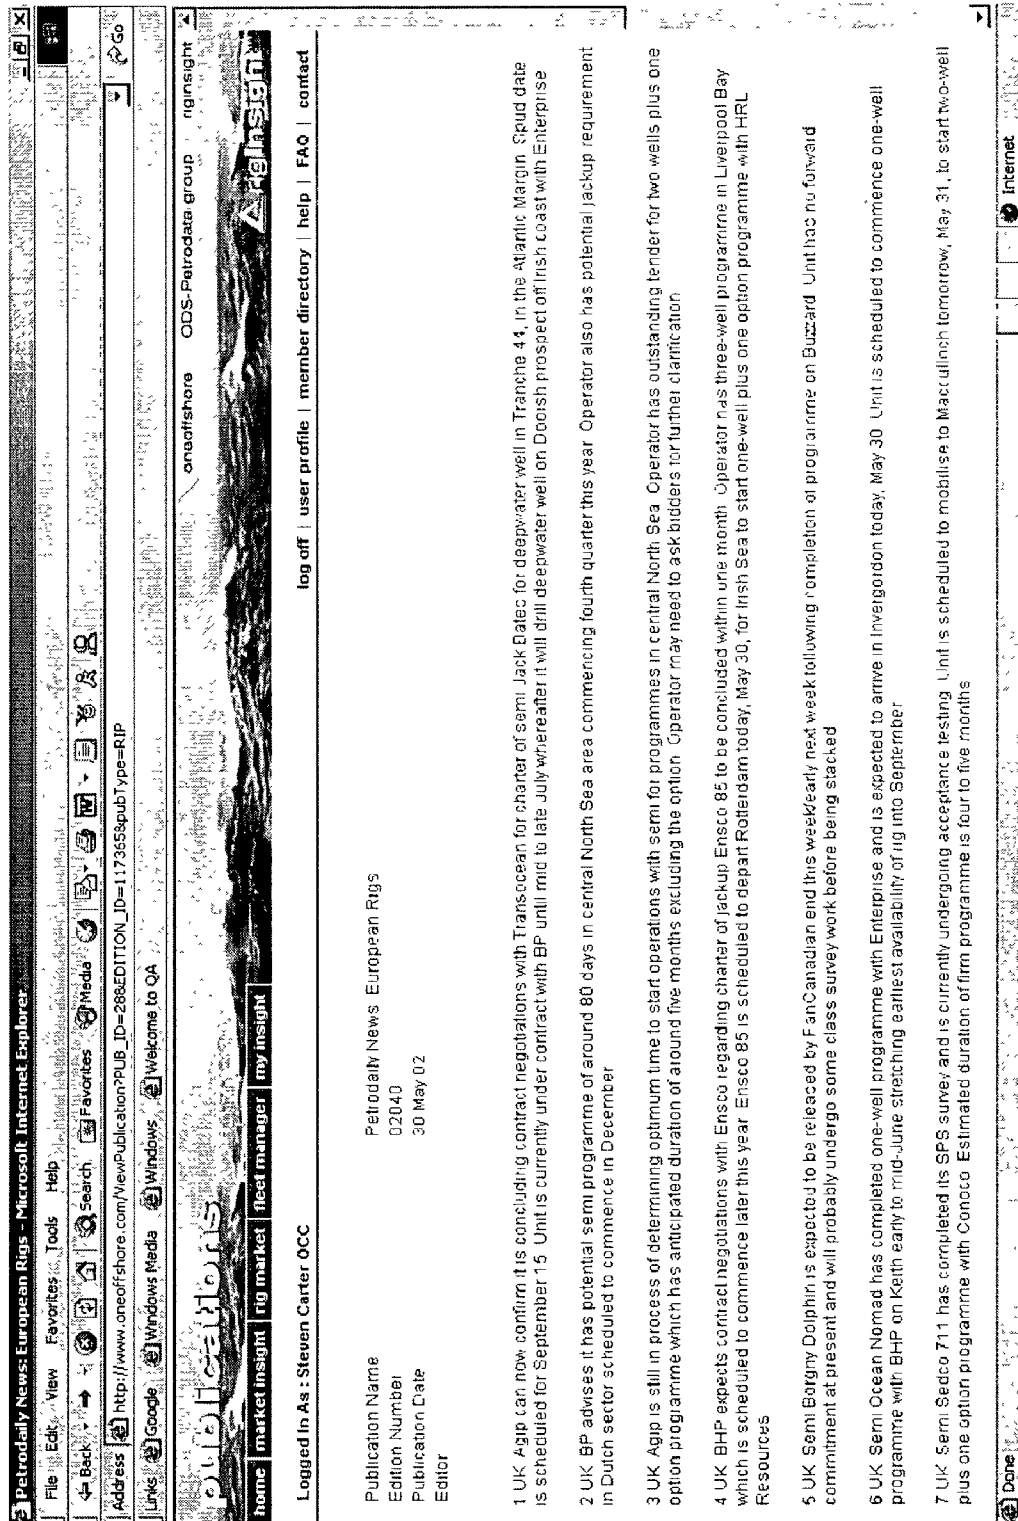 Petrodaily News: European Rigs - Microsoft Internet Explorer
File Edit View Favorites Tools Help
Back Search Favorites Media
Address http://www.oneoffshore.com/ViewPublication?PUB_ID=288&EDITION_ID=11736&pubType=RIP Go
Links Google Windows Media Windows Welcome to QA
oneoffshore ODS-Petrodata group riginsight
publications
rigInsight
home market insight rig market fleet manager my insight
Logged In As : Steven Carter OCC log off | user profile | member directory | help | FAQ | contact
Publication Name Petrodaily News European Rigs
Edition Number 02040
Publication Date 30 May 02
Editor
1 UK Agip can now confirm it is concluding contract negotiations with Transocean for charter of semi Jack Bates for deepwater well in Tranche 44, in the Atlantic Margin Spud date
is scheduled for September 15 Unit is currently under contract with BP until mid to late July whereafter it will drill deepwater well on Dooish prospect off Irish coast with Enterprise
2 UK BP advises it has potential semi programme of around 80 days in central North Sea area commencing fourth quarter this year Operator also has potential jackup requirement
in Dutch sector scheduled to commence in December
3 UK Agip is still in process of determining optimum time to start operations with semi for programmes in central North Sea Operator has outstanding tender for two wells plus one
option programme which has anticipated duration of around five months excluding the option Operator may need to ask bidders for further clarification
4 UK BHP expects contract negotiations with Ensco regarding charter of jackup Ensco 85 to be concluded within one month Operator has three-well programme in Liverpool Bay
which is scheduled to commence later this year Ensco 85 is scheduled to depart Rotterdam today, May 30, for Irish Sea to start one-well plus one option programme with HRL
Resources
5 UK Semi Borgny Dolphin is expected to be released by PanCanadian end this week/early next week following completion of programme on Buzzard Unit has no forward
commitment at present and will probably undergo some class survey work before being stacked
6 UK Semi Ocean Nomad has completed one-well programme with Enterprise and is expected to arrive in Invergordon today, May 30 Unit is scheduled to commence one-well
programme with BHP on Keith early to mid-June stretching earliest availability of rig into September
7 UK Semi Sedco 711 has completed its SPS survey and is currently undergoing acceptance testing Unit is scheduled to mobilise to Macculloch tomorrow, May 31, to start two-well
plus one option programme with Conoco Estimated duration of firm programme is four to five months
Done Internet